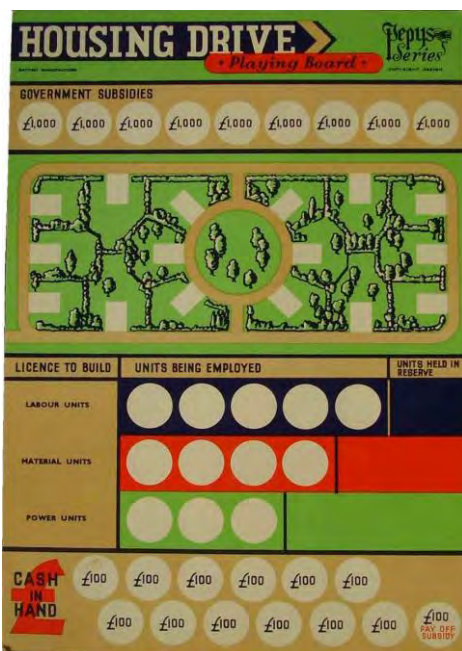 HOUSING DRIVE
Pepys
Series
• Playing Board •
GOVERNMENT SUBSIDIES
£1,000 £1,000 £1,000 £1,000 £1,000 £1,000 £1,000 £1,000 £1,000
LICENCE TO BUILD UNITS BEING EMPLOYED UNITS HELD IN RESERVE
LABOUR UNITS
MATERIAL UNITS
POWER UNITS
CASH IN HAND
£100 £100 £100 £100 £100 £100
£100 £100 £100 £100 £100 £100 £100
PAY OFF
SUBSIDY